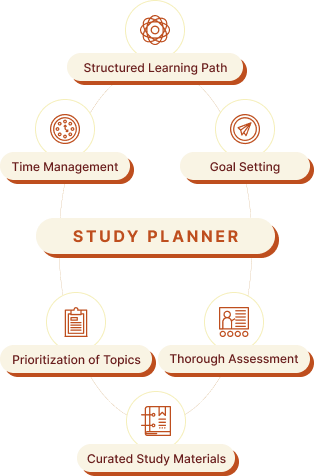 Structured Learning Path
Time Management
Goal Setting
STUDY PLANNER
Prioritization of Topics
Thorough Assessment
Curated Study Materials